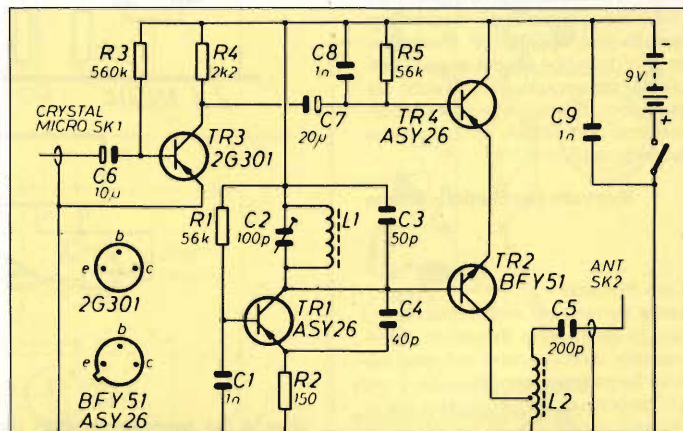 R3
560k
R4
2k2
C8
1n
R5
56k
9V
-
+
CRYSTAL
MICRO SK1
C6
10µ
TR3
2G301
C7
20µ
TR4
ASY26
C9
1n
R1
56k
C2
100p
L1
C3
50p
TR2
BFY51
ANT
SK2
b
e
c
2G301
TR1
ASY26
C4
40p
C5
200p
b
e
c
BFY51
ASY26
C1
1n
R2
150
L2